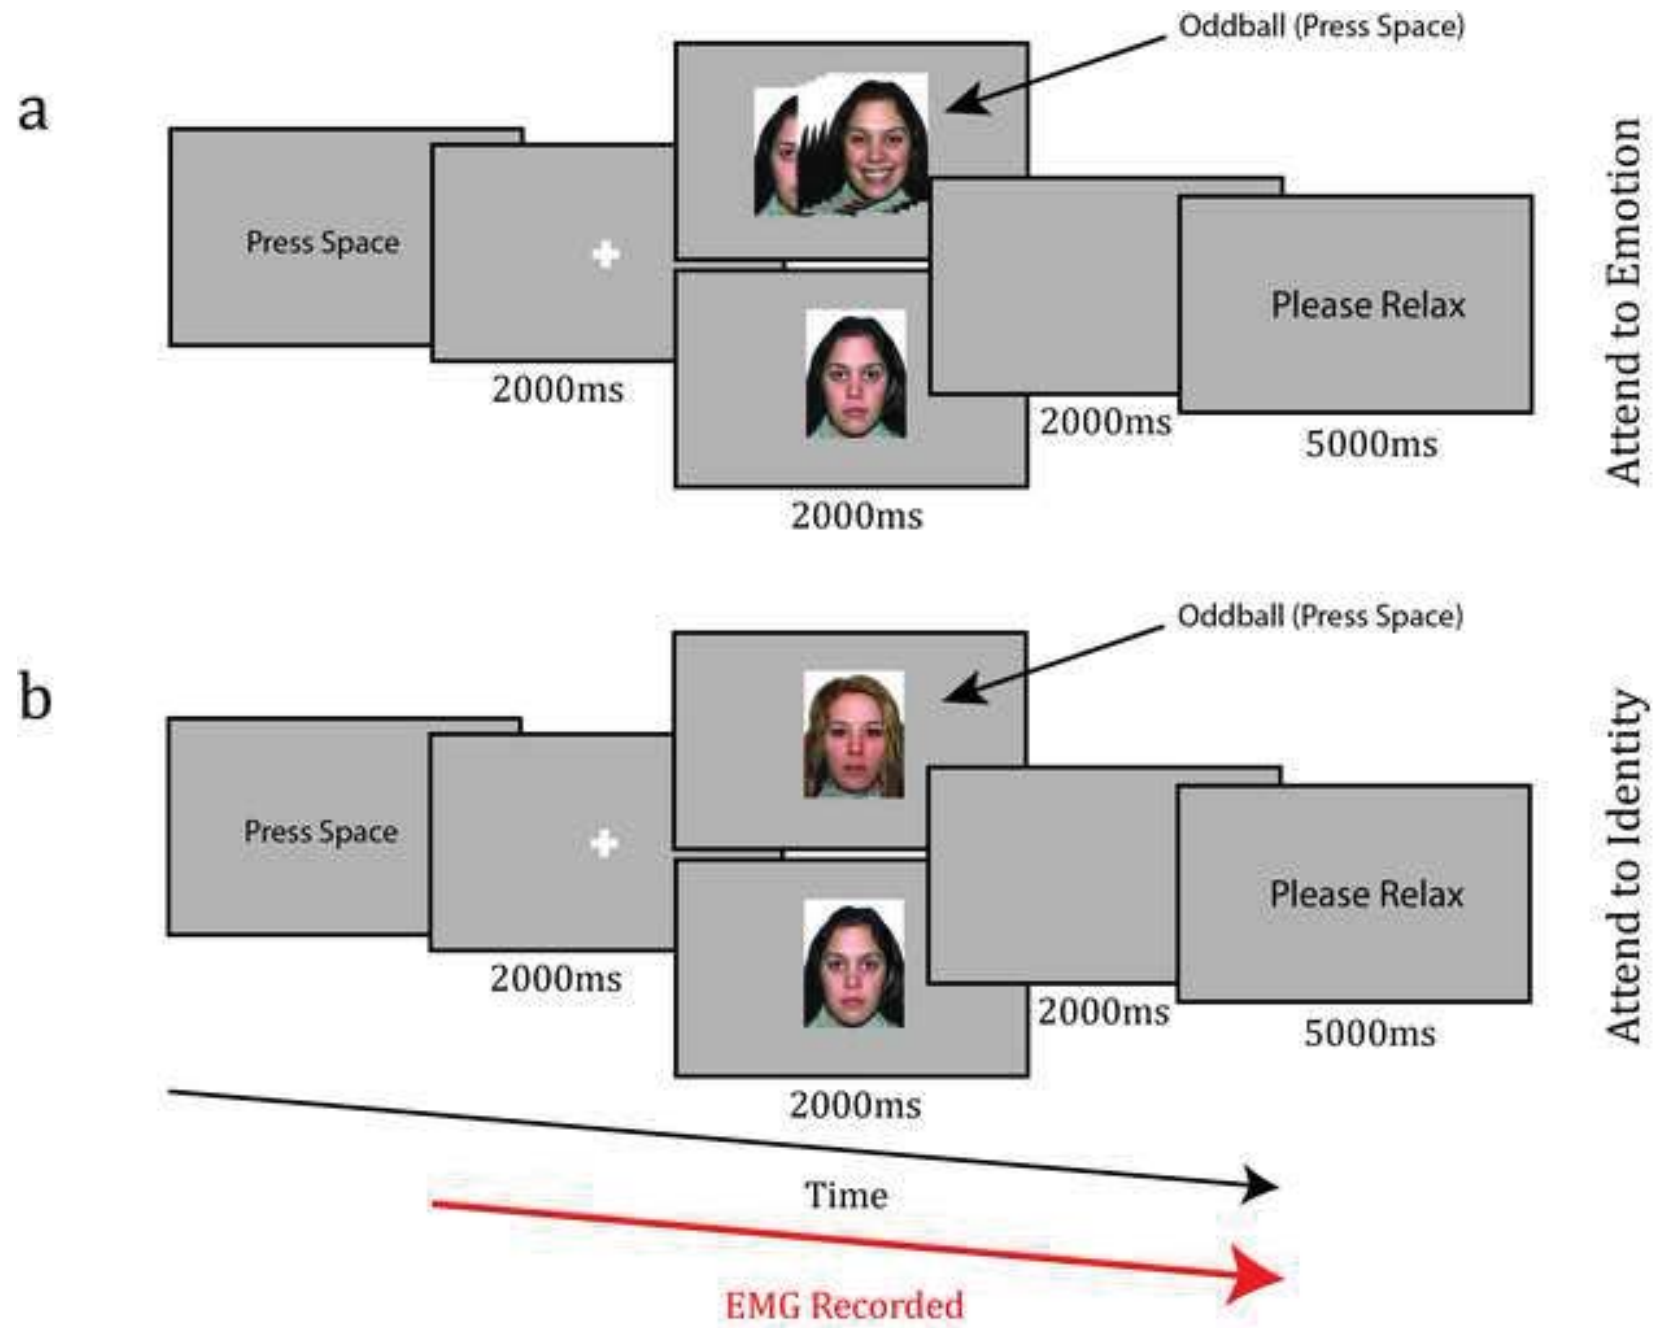 a
Oddball (Press Space)
Press Space
2000ms
2000ms
2000ms
Please Relax
5000ms
Attend to Emotion
b
Oddball (Press Space)
Press Space
2000ms
2000ms
2000ms
Please Relax
5000ms
Attend to Identity
Time
EMG Recorded